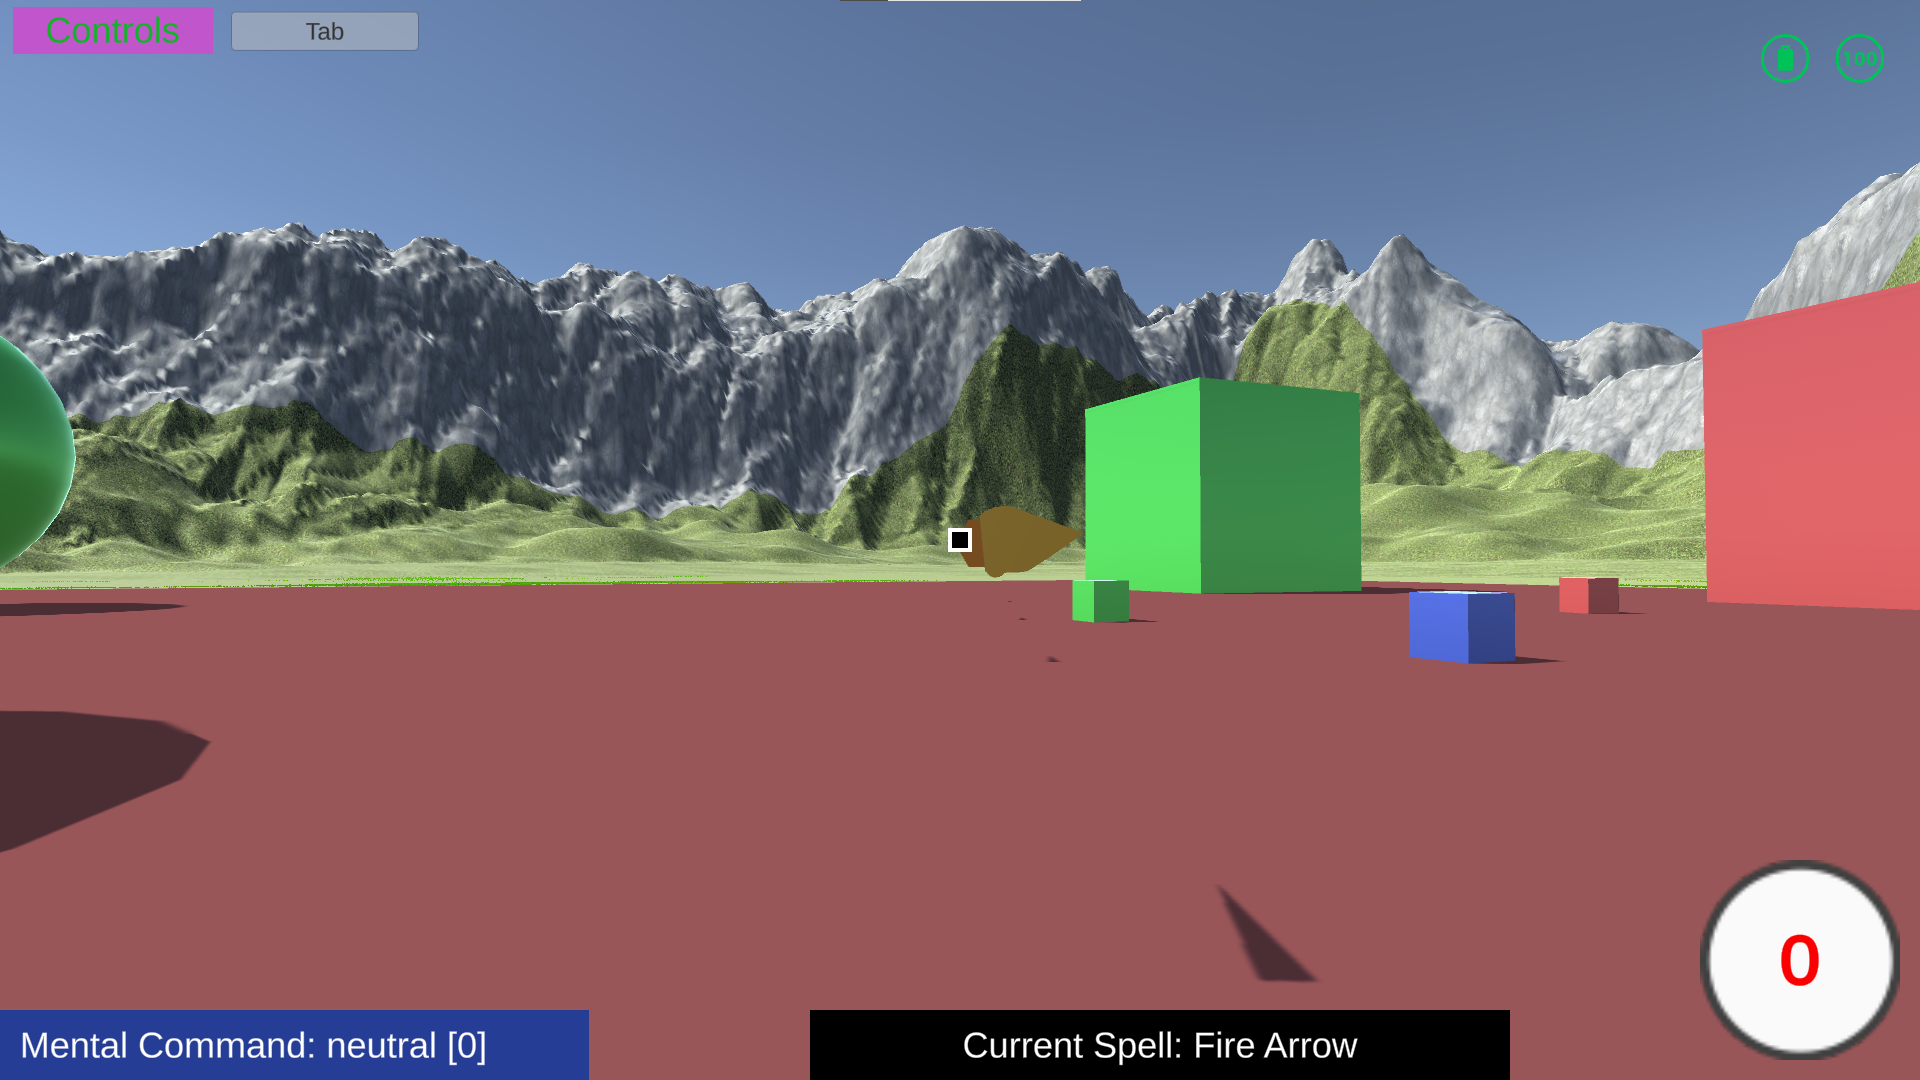 Controls
Tab
100
Mental Command: neutral [0]
Current Spell: Fire Arrow
0